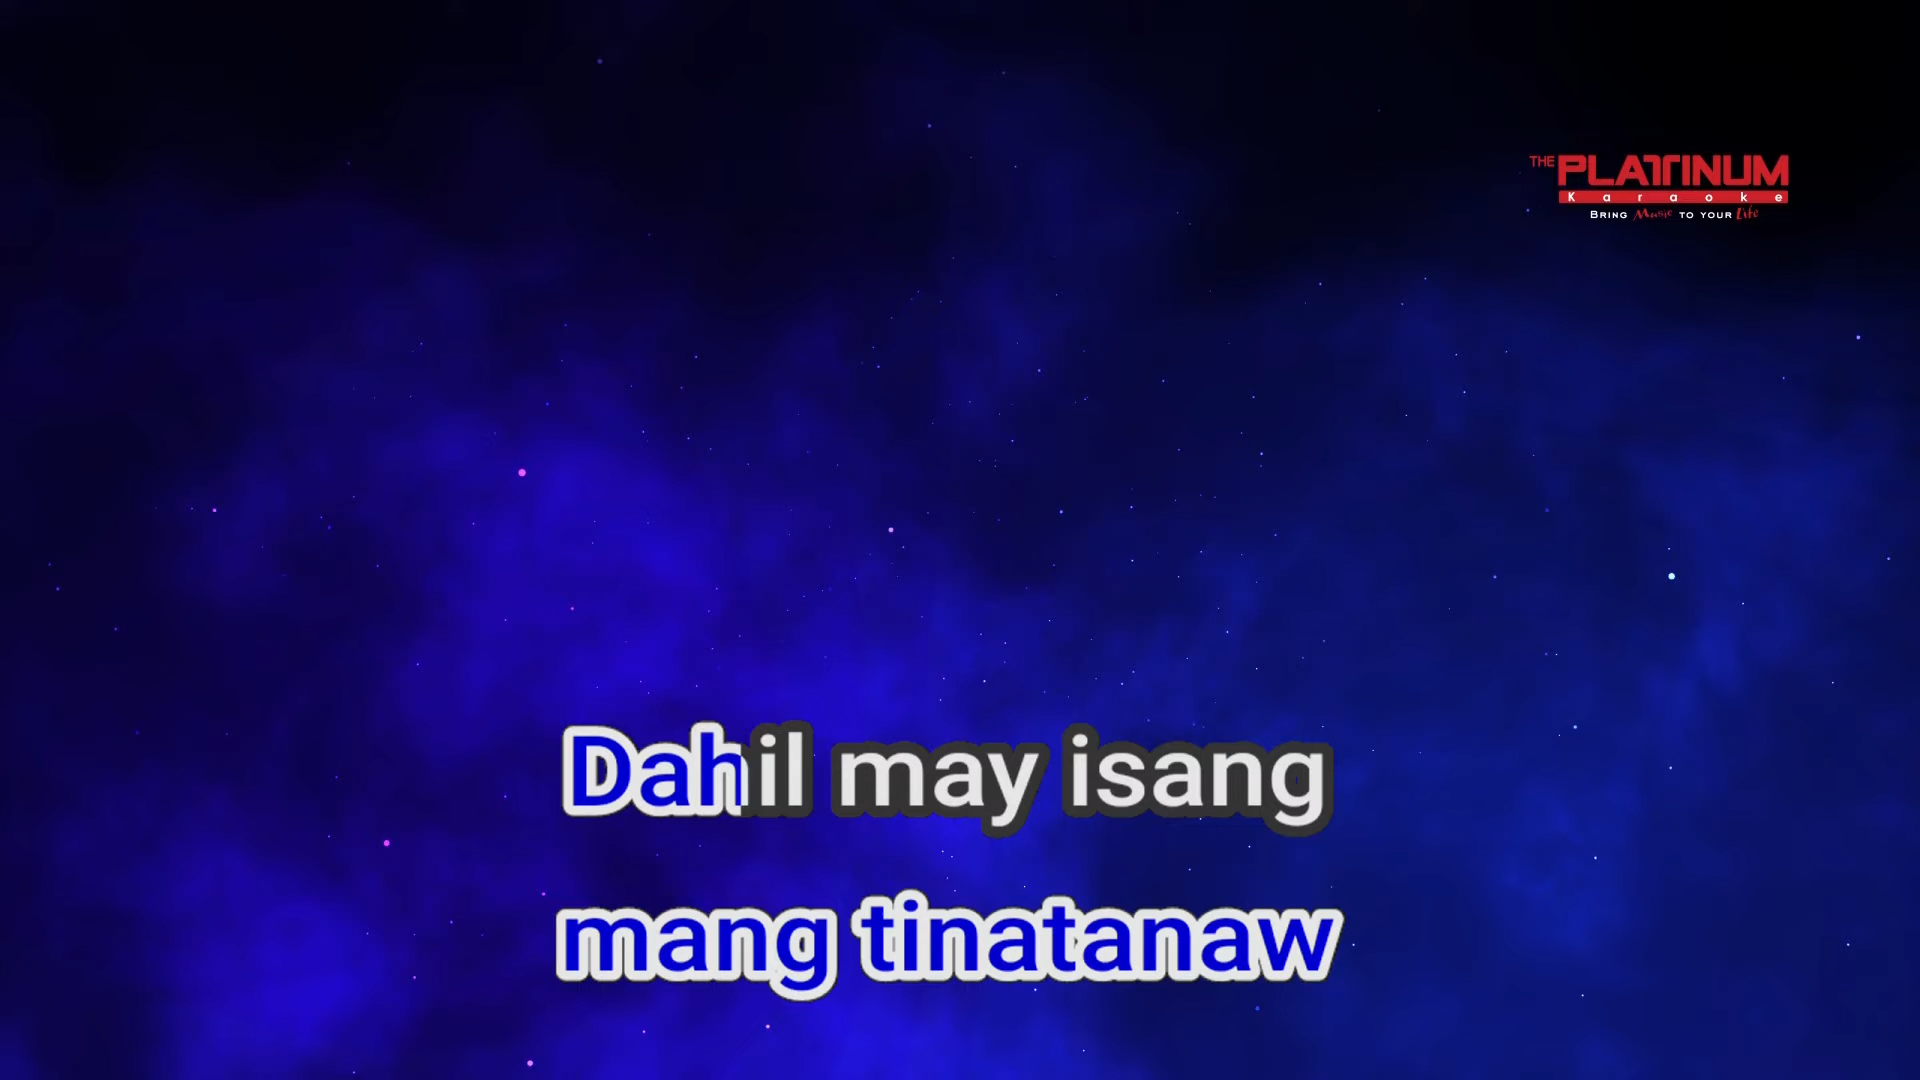 THE PLATINUM
Karaoke
BRING Music TO YOUR Life
Dahil may isang
mang tinatanaw